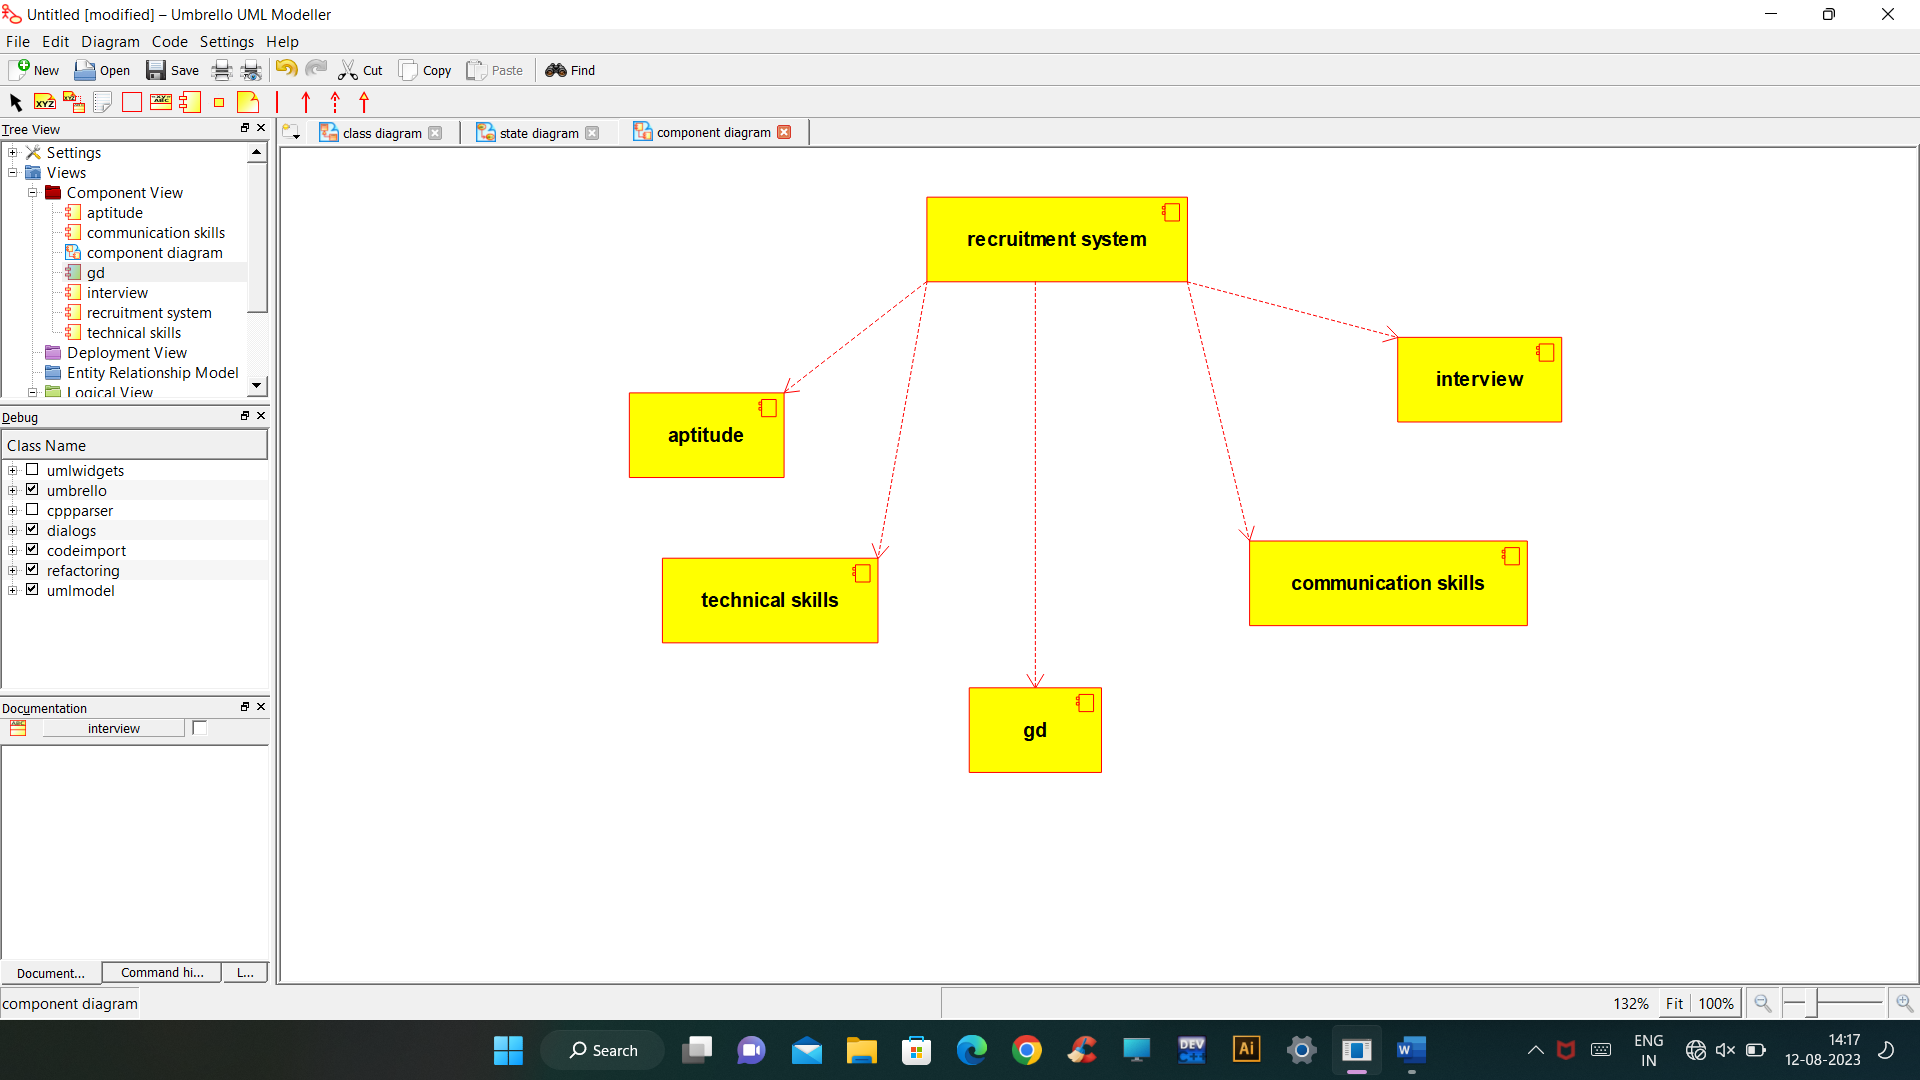 Untitled [modified] – Umbrello UML Modeller
File Edit Diagram Code Settings Help
New Open Save Cut Copy Paste Find
XYZ
Tree View
class diagram state diagram component diagram
Settings
Views
Component View
aptitude
communication skills
component diagram
gd
interview
recruitment system
technical skills
Deployment View
Entity Relationship Model
Logical View
Debug
Class Name
umlwidgets
umbrello
cppparser
dialogs
codeimport
refactoring
umlmodel
Documentation
interview
Document... Command hi... L...
recruitment system
interview
aptitude
communication skills
technical skills
gd
component diagram
132% Fit 100%
Search
DEV C++
Ai
W
ENG
IN
14:17
12-08-2023